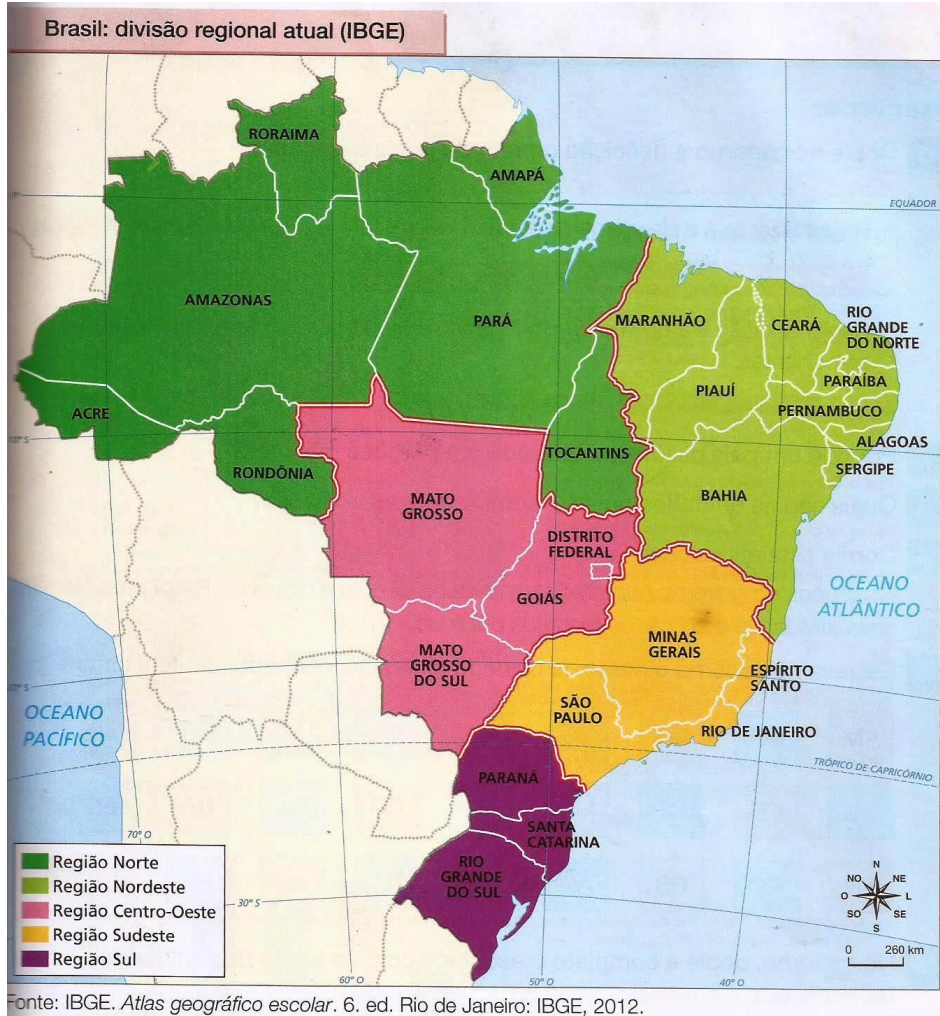 Brasil: divisão regional atual (IBGE)
RORAIMA
AMAPÁ
EQUADOR
AMAZONAS
PARÁ
MARANHÃO
CEARÁ
RIO
GRANDE
DO NORTE
PIAUÍ
PARAÍBA
PERNAMBUCO
ACRE
ALAGOAS
SERGIPE
TOCANTINS
RONDÔNIA
MATO
GROSSO
BAHIA
DISTRITO
FEDERAL
GOIÁS
OCEANO
ATLÂNTICO
MINAS
GERAIS
MATO
GROSSO
DO SUL
ESPÍRITO
SANTO
SÃO
PAULO
RIO DE JANEIRO
OCEANO
PACÍFICO
TRÓPICO DE CAPRICÓRNIO
PARANÁ
SANTA
CATARINA
RIO
GRANDE
DO SUL
70° O
30° S
60° O
50° O
40° O
Região Norte
Região Nordeste
Região Centro-Oeste
Região Sudeste
Região Sul
N
NO NE
O L
SO SE
S
0 260 km
Fonte: IBGE. Atlas geográfico escolar. 6. ed. Rio de Janeiro: IBGE, 2012.